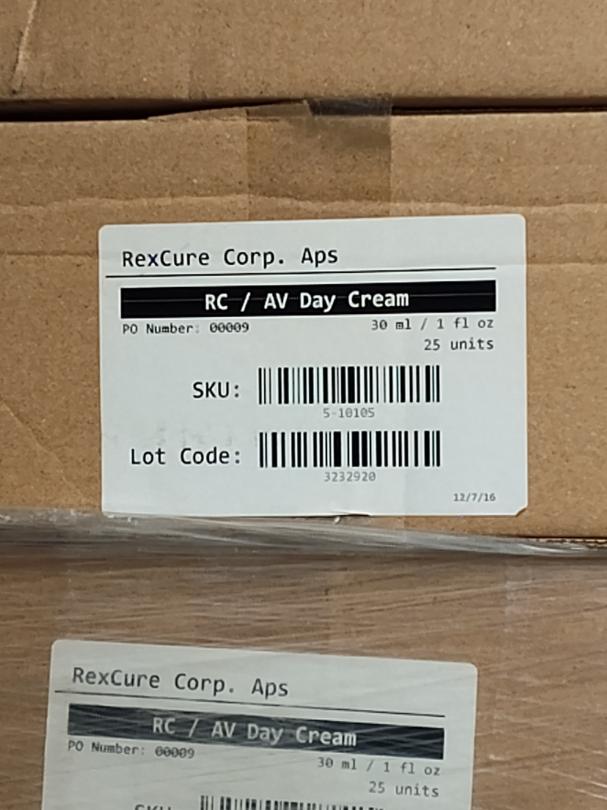 RexCure Corp. Aps
RC / AV Day Cream
PO Number: 00009
30 ml / 1 fl oz
25 units
SKU:
5-10105
Lot Code:
3232920
12/7/16
RexCure Corp. Aps
RC / AV Day Cream
PO Number: 00009
30 ml / 1 fl oz
25 units
SKU: